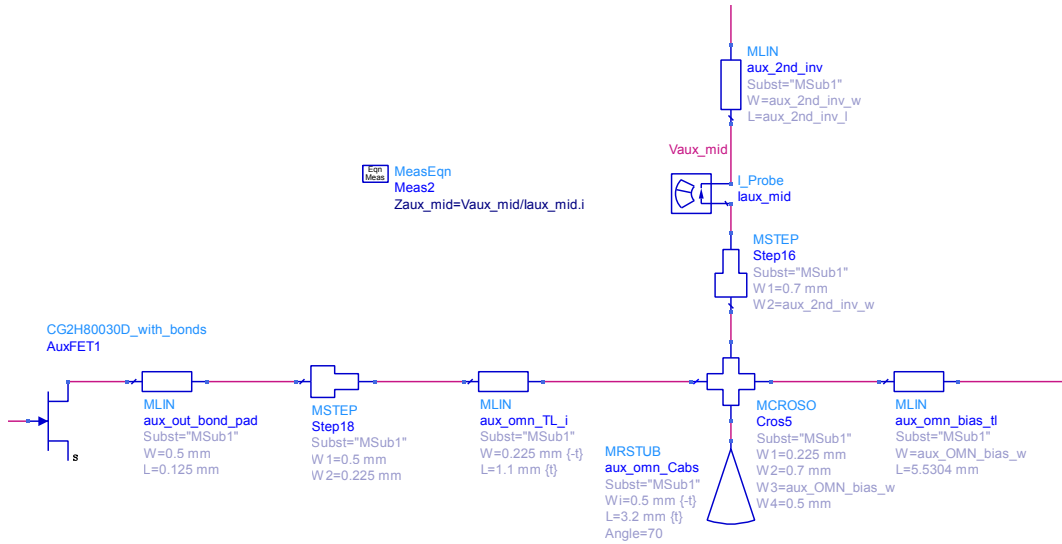 MLIN
aux_2nd_inv
Subst="MSub1"
W=aux_2nd_inv_w
L=aux_2nd_inv_l
Vaux_mid
Eqn
Meas
MeasEqn
Meas2
Zaux_mid=Vaux_mid/Iaux_mid.i
I_Probe
Iaux_mid
MSTEP
Step16
Subst="MSub1"
W1=0.7 mm
W2=aux_2nd_inv_w
CG2H80030D_with_bonds
AuxFET1
s
MLIN
aux_out_bond_pad
Subst="MSub1"
W=0.5 mm
L=0.125 mm
MSTEP
Step18
Subst="MSub1"
W1=0.5 mm
W2=0.225 mm
MLIN
aux_omn_TL_i
Subst="MSub1"
W=0.225 mm {-t}
L=1.1 mm {t}
MRSTUB
aux_omn_Cabs
Subst="MSub1"
Wi=0.5 mm {-t}
L=3.2 mm {t}
Angle=70
MCROSO
Cros5
Subst="MSub1"
W1=0.225 mm
W2=0.7 mm
W3=aux_OMN_bias_w
W4=0.5 mm
MLIN
aux_omn_bias_tl
Subst="MSub1"
W=aux_OMN_bias_w
L=5.5304 mm